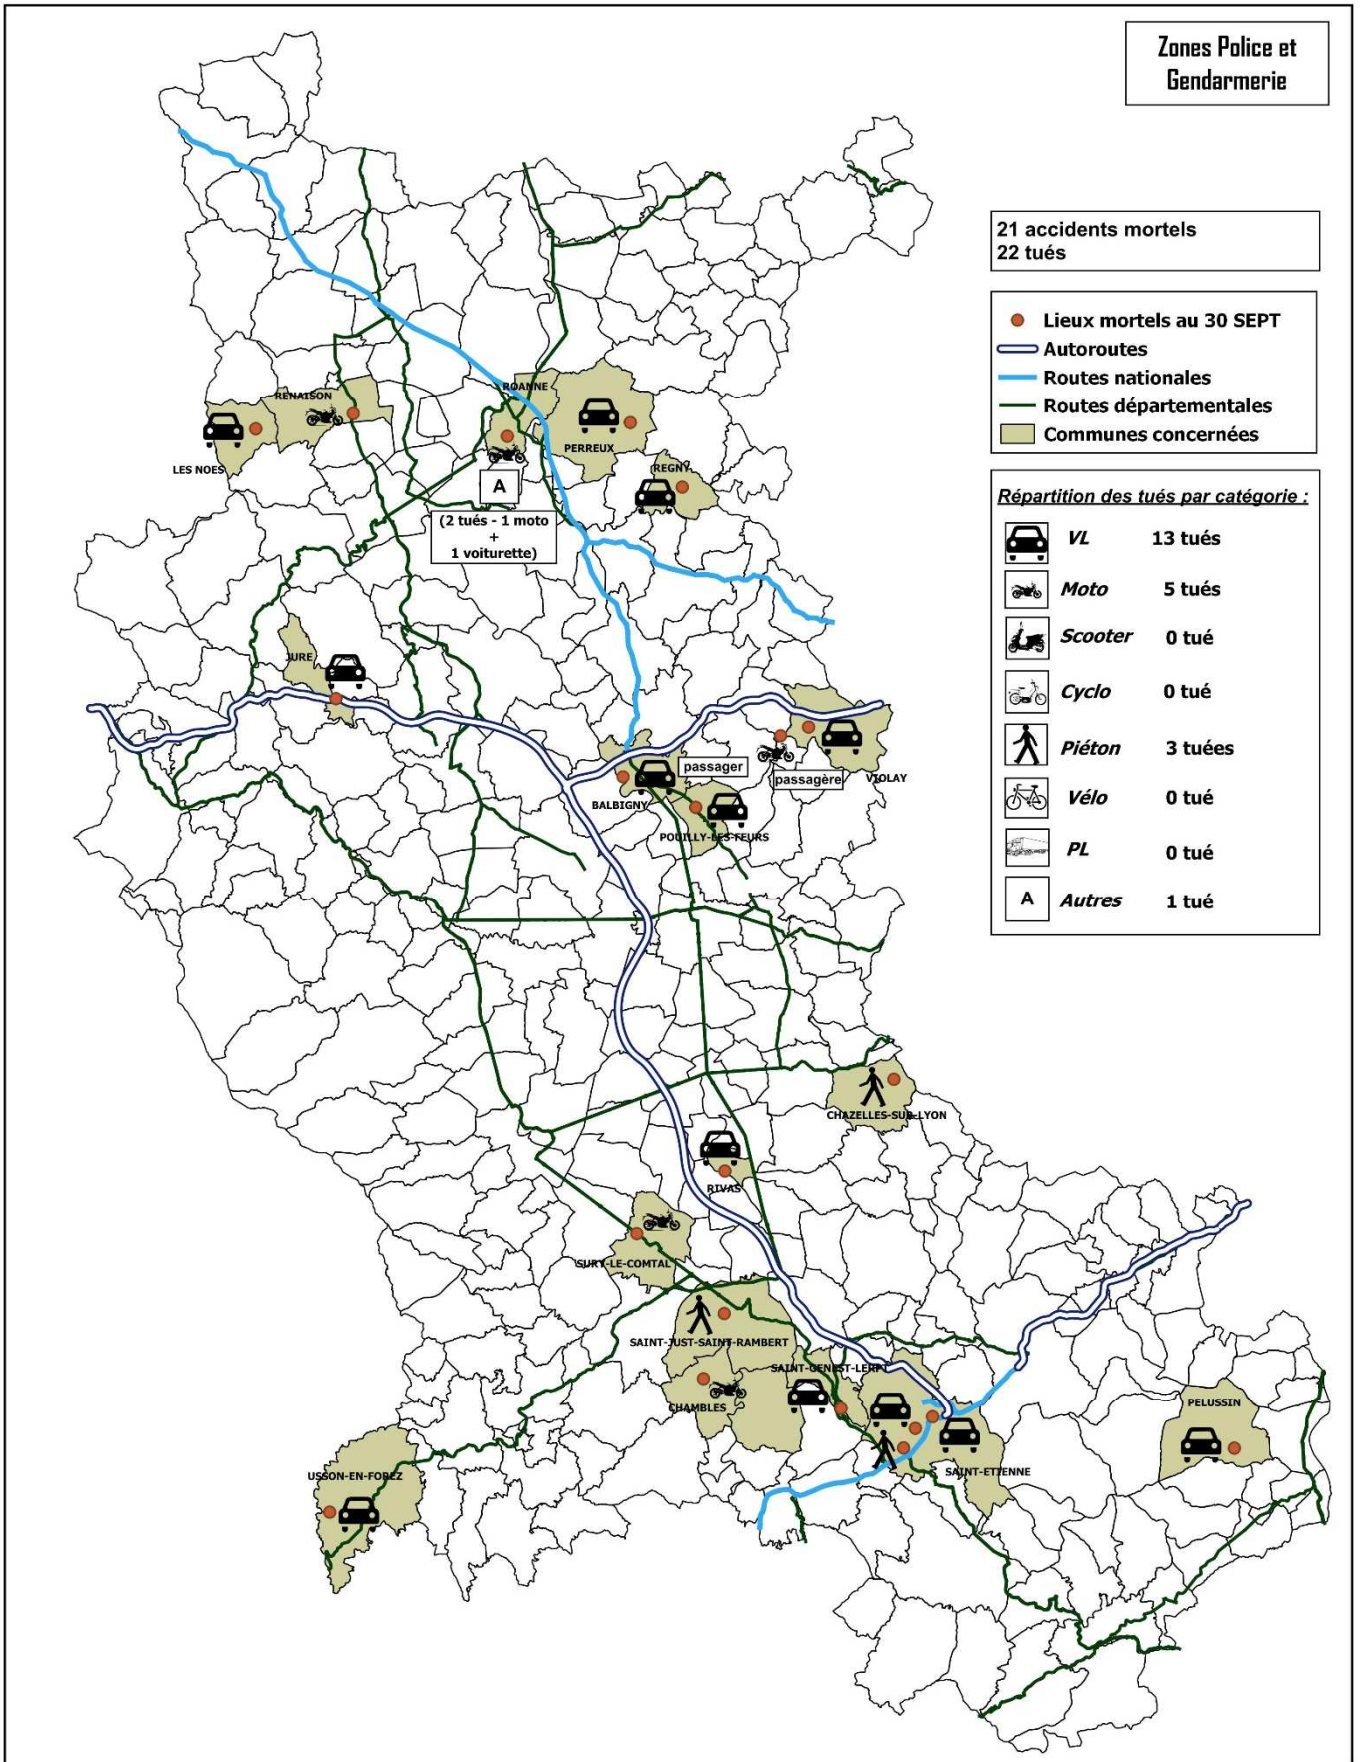 Zones Police et
Gendarmerie
21 accidents mortels
22 tués
Lieux mortels au 30 SEPT
Autoroutes
Routes nationales
Routes départementales
Communes concernées
Répartition des tués par catégorie :
VL 13 tués
Moto 5 tués
Scooter 0 tué
Cyclo 0 tué
Piéton 3 tuées
Vélo 0 tué
PL 0 tué
A Autres 1 tué
ROANNE
RENAISON
PERREUX
LES NOES
REGNY
A
(2 tués - 1 moto
+
1 voiturette)
JURE
passager
passagère
VIOLAY
BALBIGNY
POUILLY-LES-FEURS
CHAZELLES-SUR-LYON
RIVAS
SURY-LE-COMTAL
SAINT-JUST-SAINT-RAMBERT
SAINT-GENEST-LERPT
CHAMBLES
PELUSSIN
SAINT-ETIENNE
USSON-EN-FOREZ